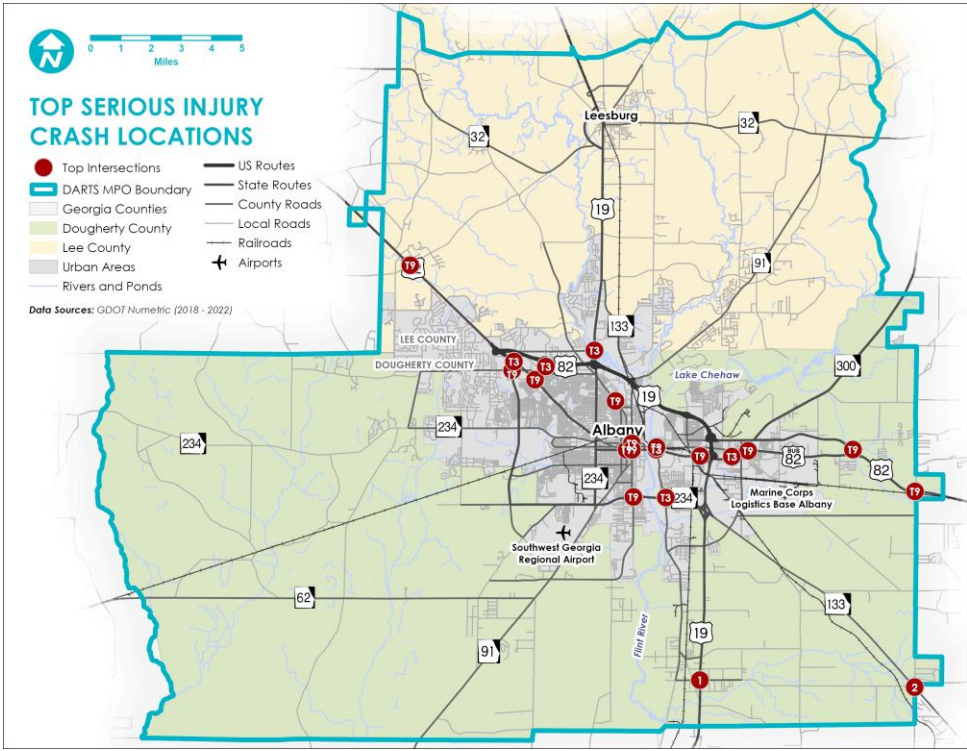 N
0 1 2 3 4 5
Miles
TOP SERIOUS INJURY
CRASH LOCATIONS
Top Intersections
DARTS MPO Boundary
Georgia Counties
Dougherty County
Lee County
Urban Areas
Rivers and Ponds
US Routes
State Routes
County Roads
Local Roads
Railroads
Airports
Data Sources: GDOT Numetric (2018 - 2022)
Leesburg
32
32
19
T9
91
133
LEE COUNTY
T3
DOUGHERTY COUNTY
T3
T9
T3
82
T9
Lake Chehaw
300
T9
19
234
Albany
234
T9
T3
T9
T3
T9
BUS
82
T9
82
234
T9
T3
234
T9
Marine Corps
Logistics Base Albany
Southwest Georgia
Regional Airport
62
133
Flint River
19
91
1
2